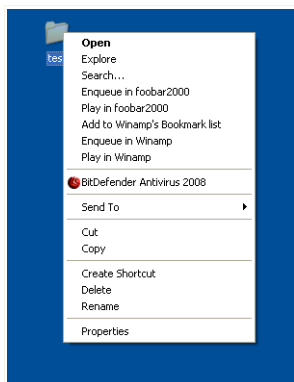 tes
Open
Explore
Search...
Enqueue in foobar2000
Play in foobar2000
Add to Winamp's Bookmark list
Enqueue in Winamp
Play in Winamp
BitDefender Antivirus 2008
Send To
Cut
Copy
Create Shortcut
Delete
Rename
Properties